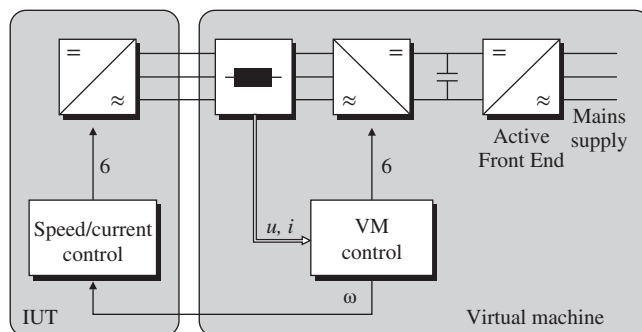 =
≈
=
≈
=
≈
Mains
supply
Active
Front End
6
6
Speed/current
control
u, i
VM
control
ω
IUT
Virtual machine